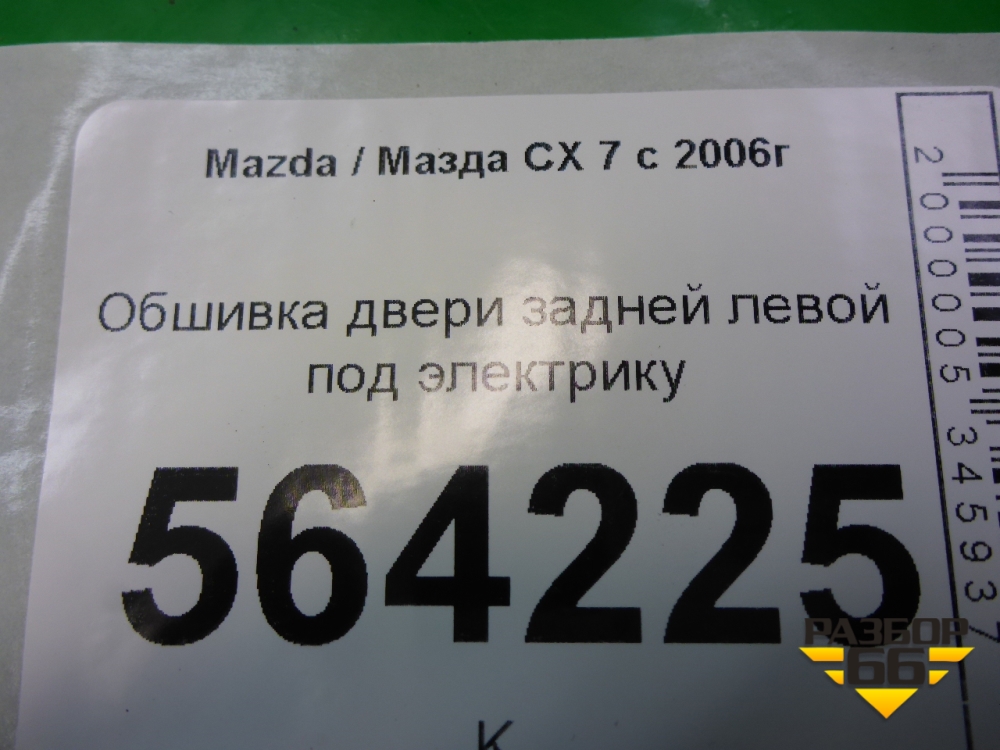 Mazda / Мазда CX 7 с 2006г
Обшивка двери задней левой
под электрику
564225
К
2000005345937
РАЗБОР
66